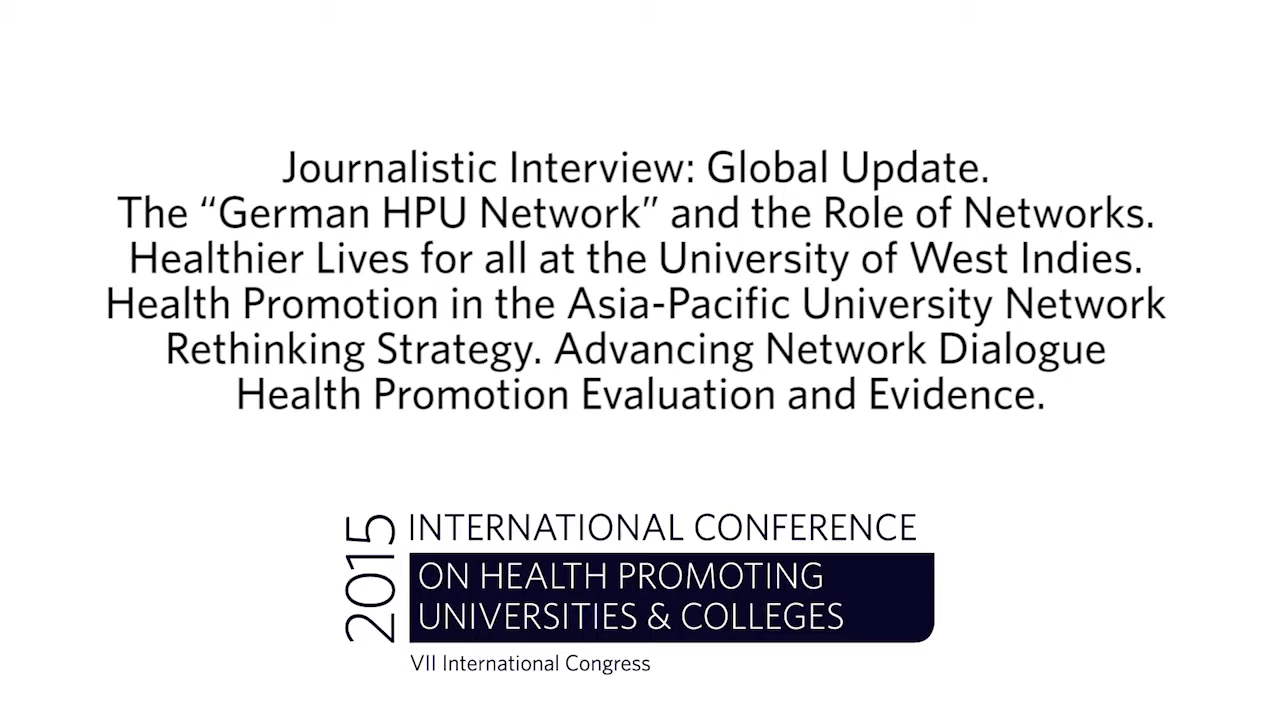 Journalistic Interview: Global Update.
The “German HPU Network” and the Role of Networks.
Healthier Lives for all at the University of West Indies.
Health Promotion in the Asia-Pacific University Network
Rethinking Strategy. Advancing Network Dialogue
Health Promotion Evaluation and Evidence.
2015
INTERNATIONAL CONFERENCE
ON HEALTH PROMOTING
UNIVERSITIES & COLLEGES
VII International Congress